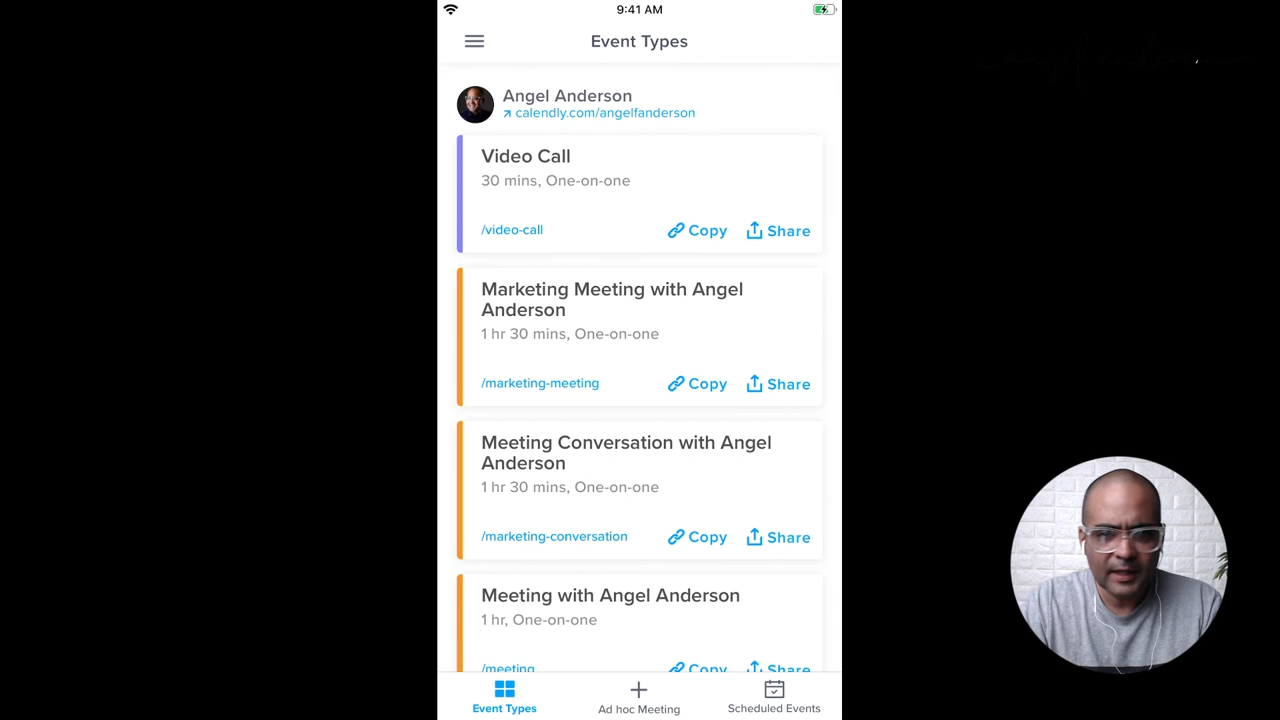 9:41 AM
Event Types
Angel Anderson
calendly.com/angelfanderson
Video Call
30 mins, One-on-one
/video-call Copy Share
Marketing Meeting with Angel
Anderson
1 hr 30 mins, One-on-one
/marketing-meeting Copy Share
Meeting Conversation with Angel
Anderson
1 hr 30 mins, One-on-one
/marketing-conversation Copy Share
Meeting with Angel Anderson
1 hr, One-on-one
/meeting Copy Share
Event Types Ad hoc Meeting Scheduled Events